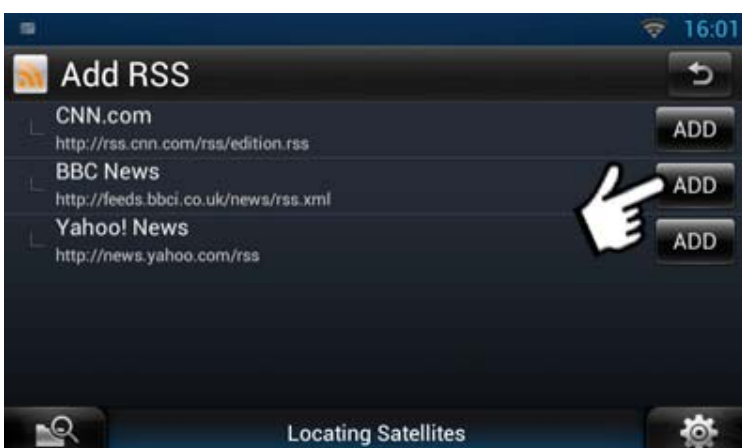 16:01
Add RSS
CNN.com
http://rss.cnn.com/rss/edition.rss
ADD
BBC News
http://feeds.bbci.co.uk/news/rss.xml
ADD
Yahoo! News
http://news.yahoo.com/rss
ADD
Locating Satellites